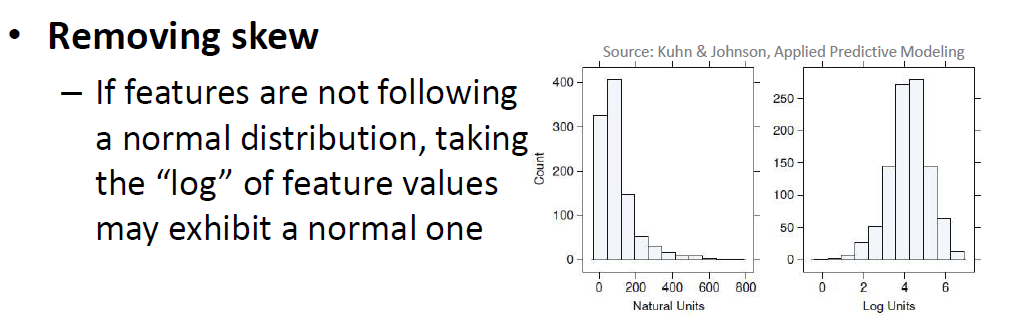 • Removing skew
– If features are not following
a normal distribution, taking
the “log” of feature values
may exhibit a normal one
Source: Kuhn & Johnson, Applied Predictive Modeling
400
300
200
100
0
Count
0 200 400 600 800
Natural Units
250
200
150
100
50
0
0 2 4 6
Log Units